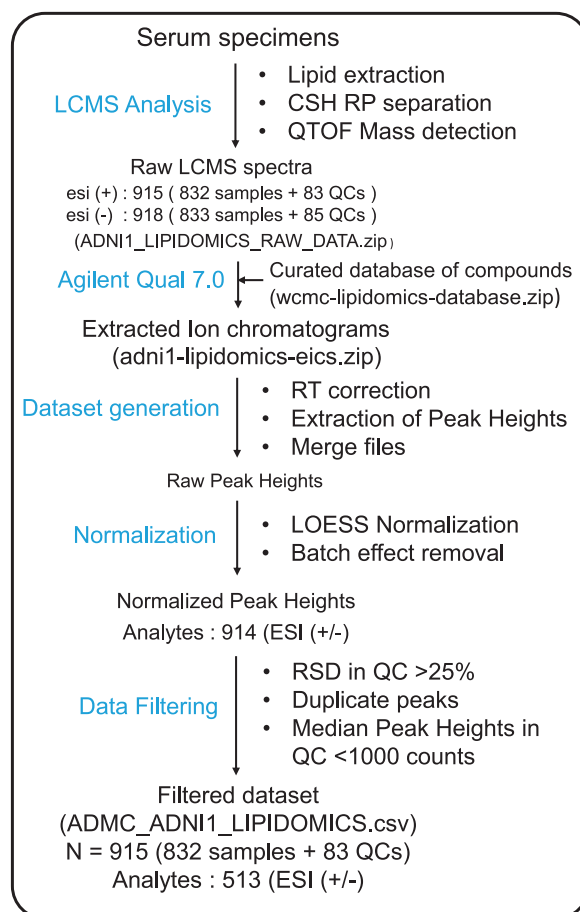 Serum specimens
LCMS Analysis
• Lipid extraction
• CSH RP separation
• QTOF Mass detection
Raw LCMS spectra
esi (+) : 915 ( 832 samples + 83 QCs )
esi (-) : 918 ( 833 samples + 85 QCs )
(ADNI1_LIPIDOMICS_RAW_DATA.zip)
Agilent Qual 7.0
Curated database of compounds
(wcmc-lipidomics-database.zip)
Extracted Ion chromatograms
(adni1-lipidomics-eics.zip)
Dataset generation
• RT correction
• Extraction of Peak Heights
• Merge files
Raw Peak Heights
Normalization
• LOESS Normalization
• Batch effect removal
Normalized Peak Heights
Analytes : 914 (ESI (+/-)
Data Filtering
• RSD in QC >25%
• Duplicate peaks
• Median Peak Heights in
QC <1000 counts
Filtered dataset
(ADMC_ADNI1_LIPIDOMICS.csv)
N = 915 (832 samples + 83 QCs)
Analytes : 513 (ESI (+/-)